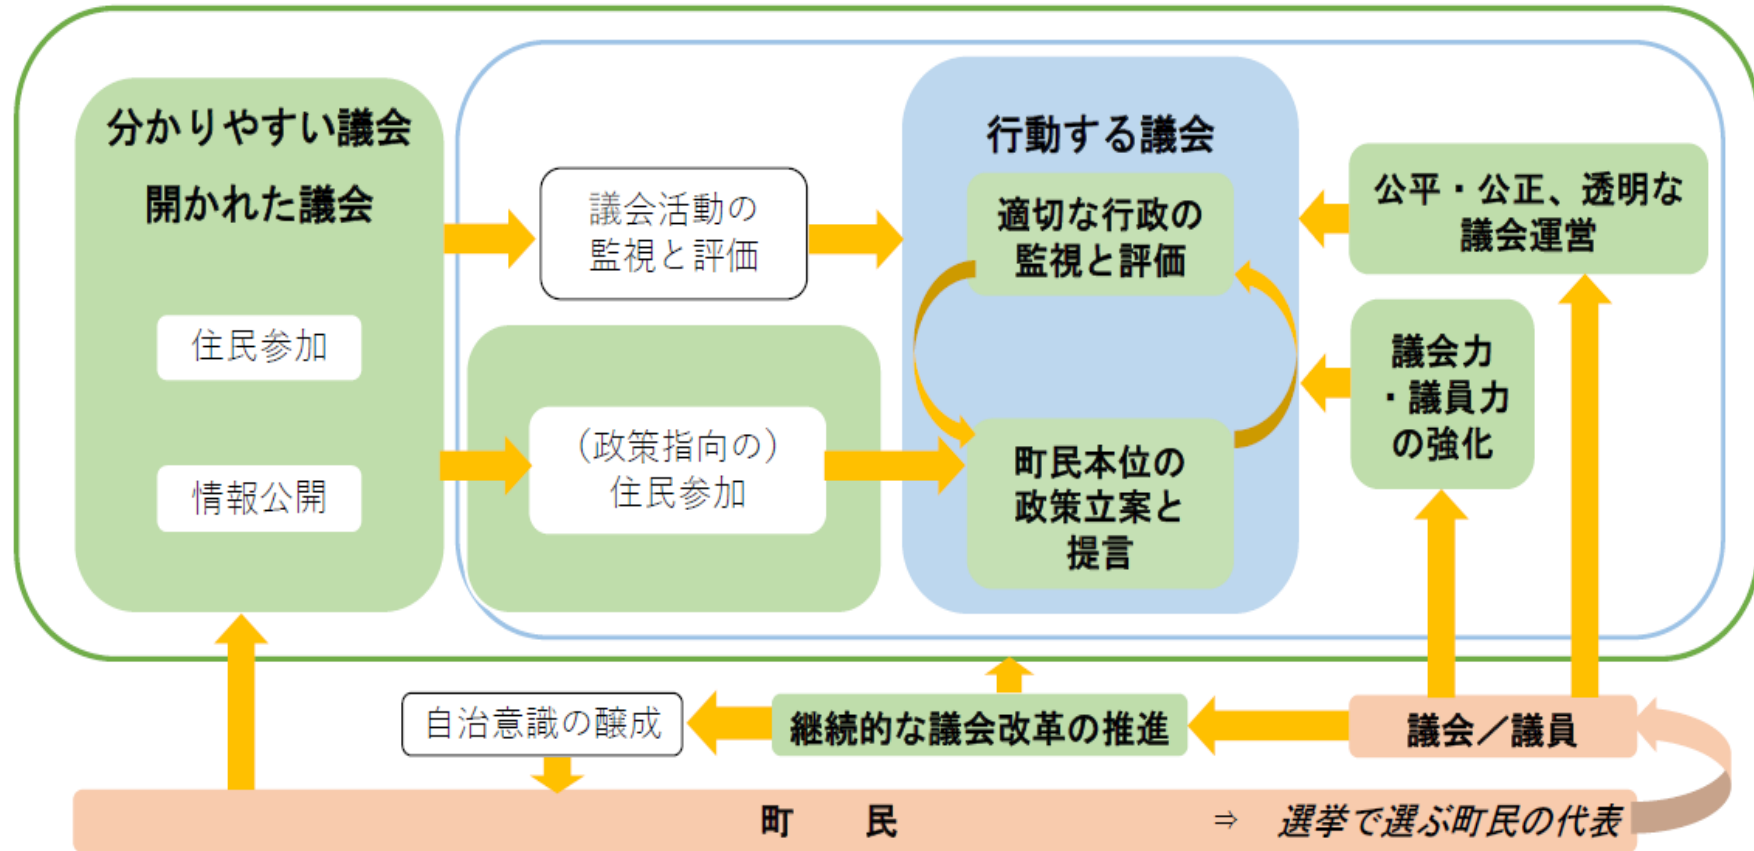 分かりやすい議会
開かれた議会
住民参加
情報公開
議会活動の
監視と評価
（政策指向の）
住民参加
行動する議会
適切な行政の
監視と評価
町民本位の
政策立案と
提言
公平・公正、透明な
議会運営
議会力
・議員力
の強化
自治意識の醸成
継続的な議会改革の推進
議会／議員
町　　民　　⇒　選挙で選ぶ町民の代表